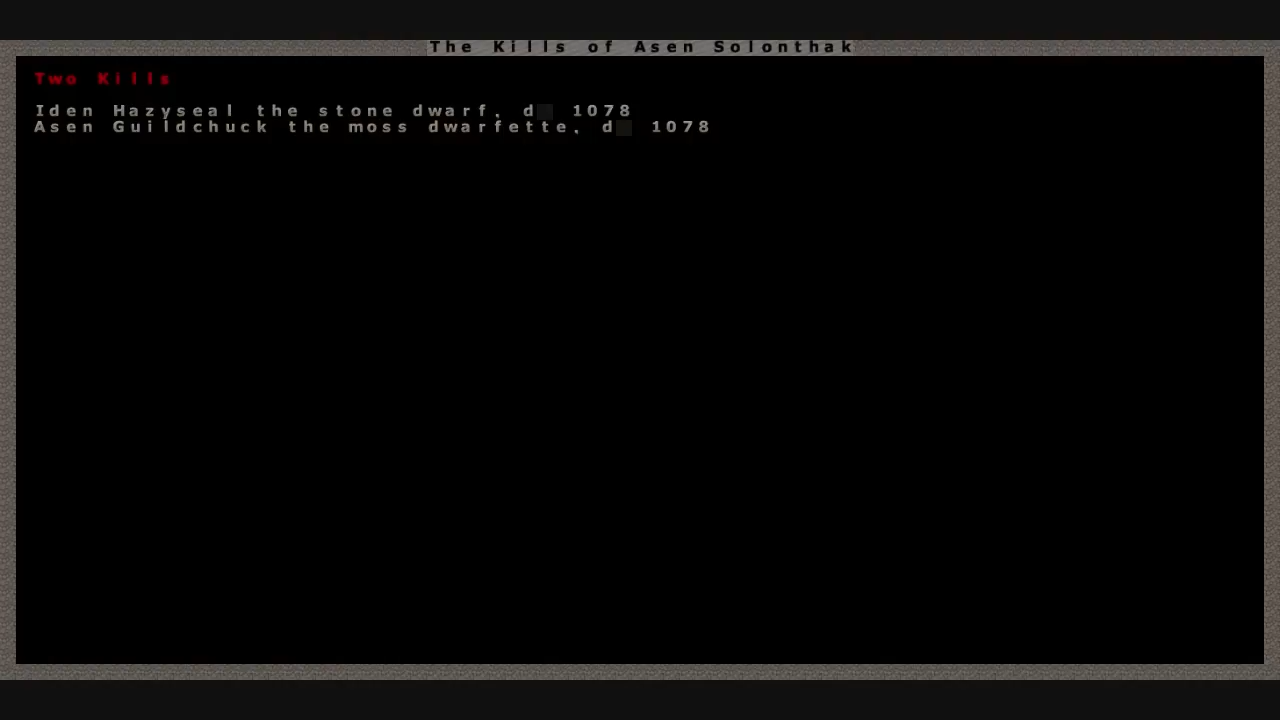 The Kills of Asen Solonthak
Two Kills
Iden Hazyseal the stone dwarf, d 1078
Asen Guildchuck the moss dwarfette, d 1078